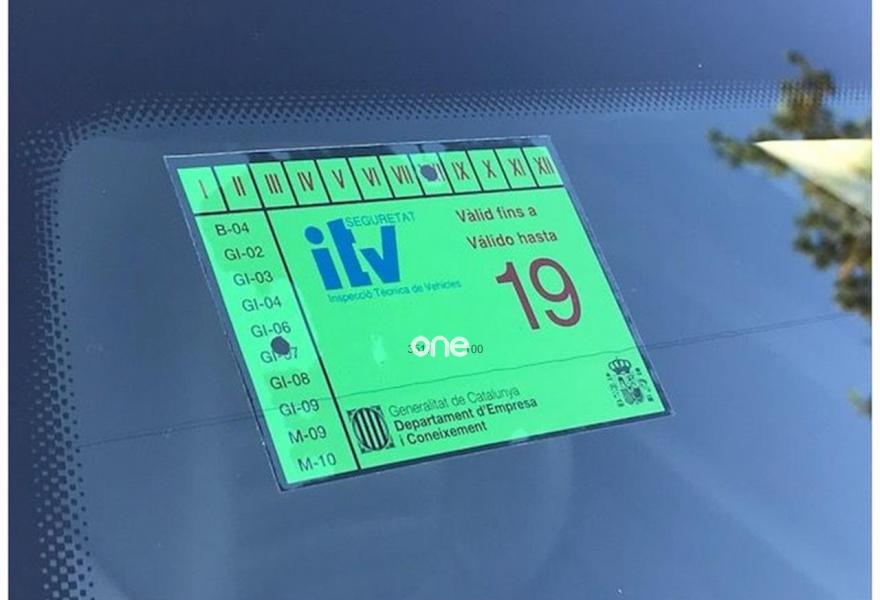 I II III IV V VI VII IX X XI XII
B-04
GI-02
GI-03
GI-04
GI-06
GI-08
GI-09
M-09
M-10
SEGURETAT
itv
Inspecció Tècnica de Vehicles
Vàlid fins a
Válido hasta
19
one
Generalitat de Catalunya
Departament d'Empresa
i Coneixement